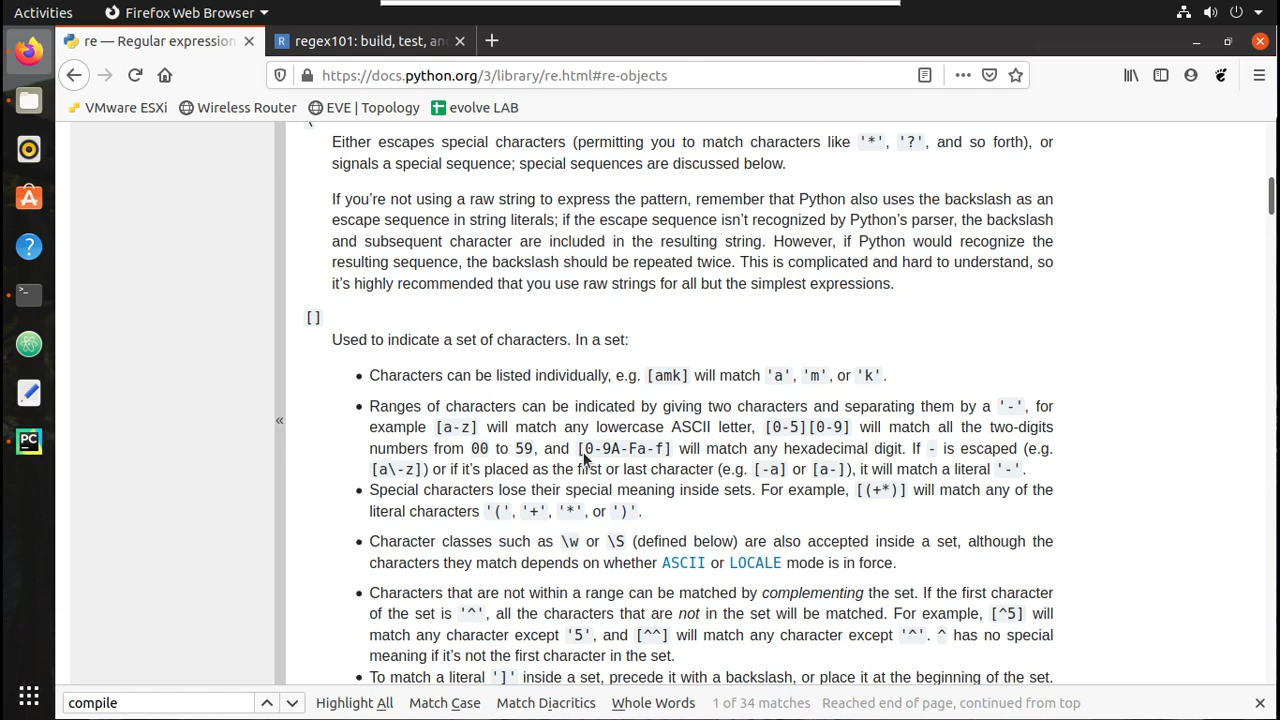 Activities Firefox Web Browser
re — Regular expression regex101: build, test, an
https://docs.python.org/3/library/re.html#re-objects
VMware ESXi Wireless Router EVE | Topology evolve LAB
\
Either escapes special characters (permitting you to match characters like '*', '?', and so forth), or
signals a special sequence; special sequences are discussed below.
If you’re not using a raw string to express the pattern, remember that Python also uses the backslash as an
escape sequence in string literals; if the escape sequence isn’t recognized by Python’s parser, the backslash
and subsequent character are included in the resulting string. However, if Python would recognize the
resulting sequence, the backslash should be repeated twice. This is complicated and hard to understand, so
it’s highly recommended that you use raw strings for all but the simplest expressions.
[]
Used to indicate a set of characters. In a set:
• Characters can be listed individually, e.g. [amk] will match 'a', 'm', or 'k'.
• Ranges of characters can be indicated by giving two characters and separating them by a '-', for
example [a-z] will match any lowercase ASCII letter, [0-5][0-9] will match all the two-digits
numbers from 00 to 59, and [0-9A-Fa-f] will match any hexadecimal digit. If - is escaped (e.g.
[a\-z]) or if it’s placed as the first or last character (e.g. [-a] or [a-]), it will match a literal '-'.
• Special characters lose their special meaning inside sets. For example, [(+*)] will match any of the
literal characters '(', '+', '*', or ')'.
• Character classes such as \w or \S (defined below) are also accepted inside a set, although the
characters they match depends on whether ASCII or LOCALE mode is in force.
• Characters that are not within a range can be matched by complementing the set. If the first character
of the set is '^', all the characters that are not in the set will be matched. For example, [^5] will
match any character except '5', and [^^] will match any character except '^'. ^ has no special
meaning if it’s not the first character in the set.
• To match a literal ']' inside a set, precede it with a backslash, or place it at the beginning of the set.
compile Highlight All Match Case Match Diacritics Whole Words 1 of 34 matches Reached end of page, continued from top